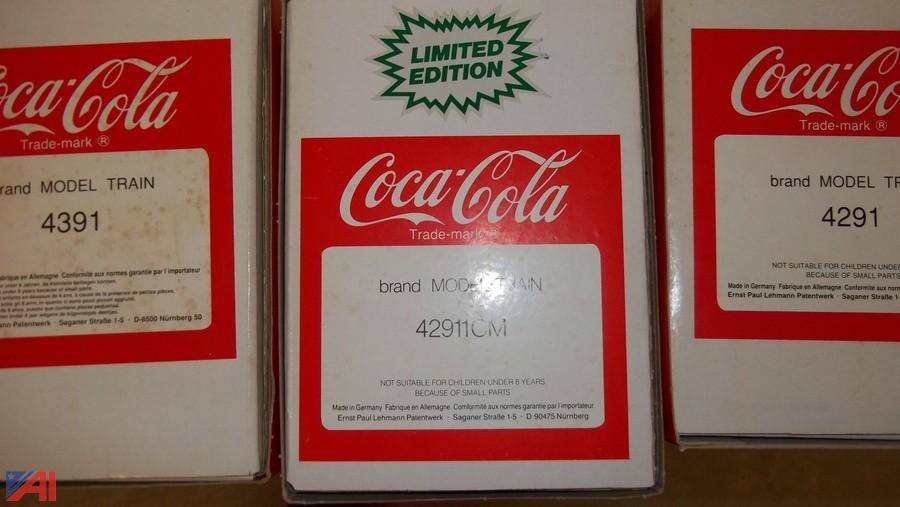 Coca-Cola
Trade-mark ®
brand MODEL TRAIN
4391
Fabrique en Allemagne Conformité aux normes garantie par l'importateur
under 8 years because of small parts.
Patentwerk · Saganer Straße 1-5 · D-8500 Nürnberg 50
LIMITED
EDITION
Coca-Cola
Trade-mark ®
brand MODEL TRAIN
42911CM
NOT SUITABLE FOR CHILDREN UNDER 8 YEARS
BECAUSE OF SMALL PARTS
Made in Germany Fabrique en Allemagne Comformité aux normes garantie par l'importateur
Ernst Paul Lehmann Patentwerk · Saganer Straße 1-5 · D 90475 Nürnberg
Coca-Co
Trade-mark ®
brand MODEL TR
4291
NOT SUITABLE FOR CHILDREN UNDER
BECAUSE OF SMALL PARTS
Made in Germany Fabrique en Allemagne Comformité aux
Ernst Paul Lehmann Patentwerk · Saganer Straße 1-5
AI